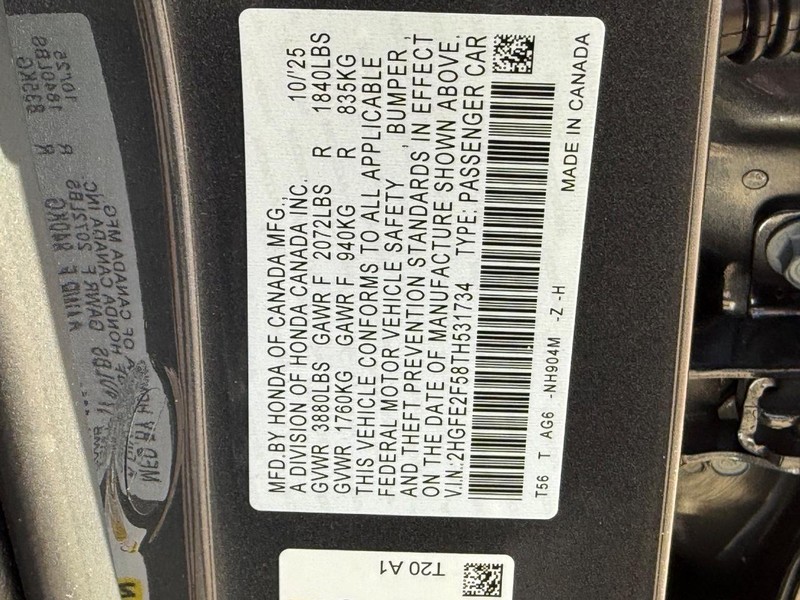 MFD.BY HONDA OF CANADA MFG., 10/'25
A DIVISION OF HONDA CANADA INC.
GVWR 3880LBS GAWR F 2072LBS R 1840LBS
GVWR 1760KG GAWR F 940KG R 835KG
THIS VEHICLE CONFORMS TO ALL APPLICABLE
FEDERAL MOTOR VEHICLE SAFETY, BUMPER,
AND THEFT PREVENTION STANDARDS, IN EFFECT
ON THE DATE OF MANUFACTURE SHOWN ABOVE.
V.I.N.:2HGFE2F58TH531734 TYPE: PASSENGER CAR
T56 T AG6 -NH904M -Z -H
MADE IN CANADA
T20 A1